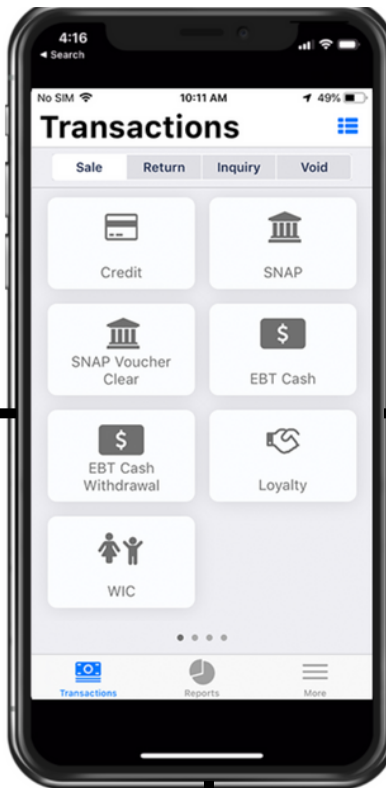 4:16
◀ Search
No SIM 10:11 AM 49%
Transactions
Sale Return Inquiry Void
Credit SNAP
SNAP Voucher
Clear
EBT Cash
EBT Cash
Withdrawal
Loyalty
WIC
Transactions Reports More